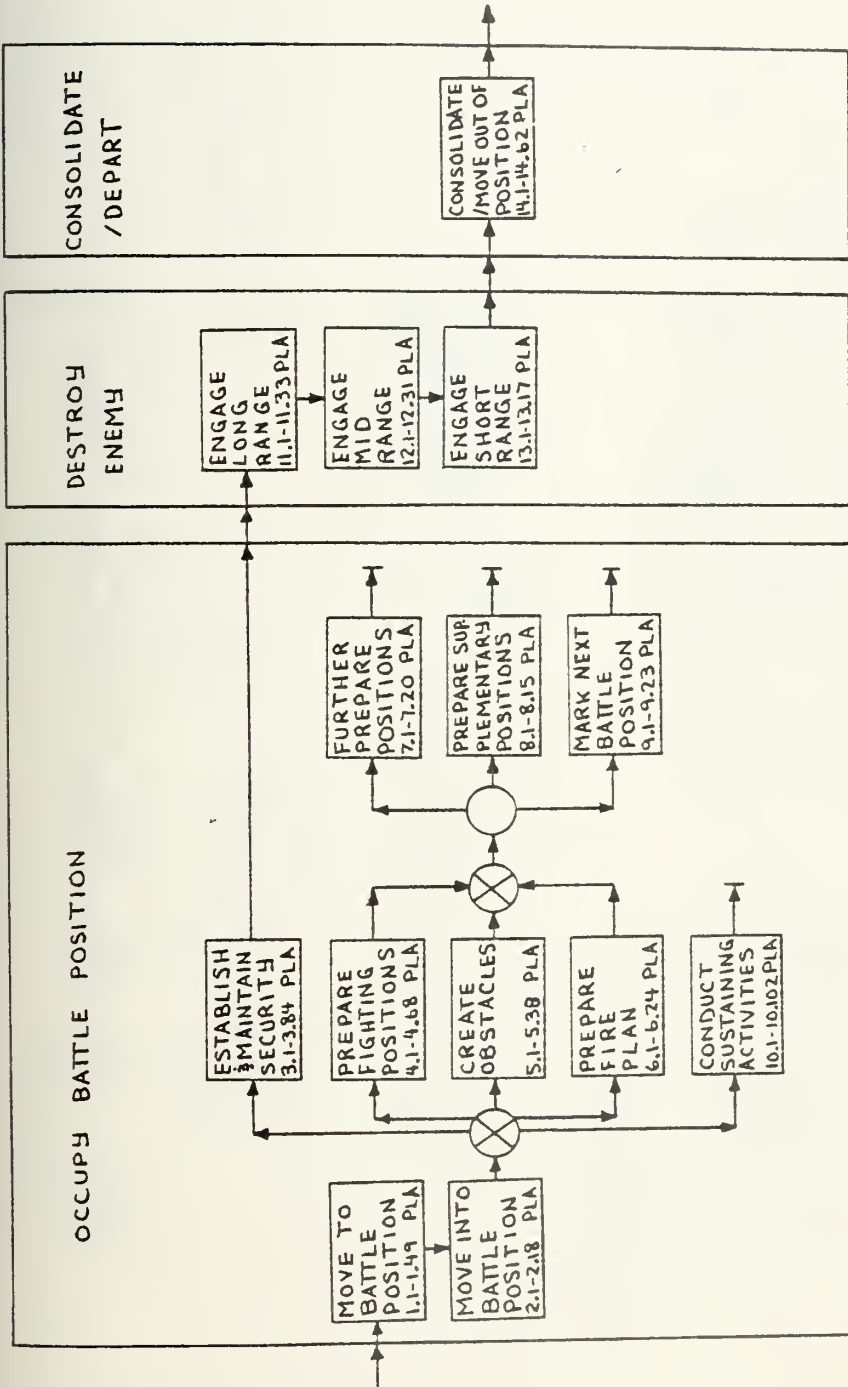 OCCUPY BATTLE POSITION
MOVE TO
BATTLE
POSITION
1.1-1.49 PLA
MOVE INTO
BATTLE
POSITION
2.1-2.18 PLA
ESTABLISH
& MAINTAIN
SECURITY
3.1-3.84 PLA
PREPARE
FIGHTING
POSITIONS
4.1-4.68 PLA
CREATE
OBSTACLES
5.1-5.38 PLA
PREPARE
FIRE
PLAN
6.1-6.24 PLA
CONDUCT
SUSTAINING
ACTIVITIES
10.1-10.102 PLA
FURTHER
PREPARE
POSITIONS
7.1-7.20 PLA
PREPARE SUP
PLEMENTARY
POSITIONS
8.1-8.15 PLA
MARK NEXT
BATTLE
POSITION
9.1-9.23 PLA
DESTROY
ENEMY
ENGAGE
LONG
RANGE
11.1-11.33 PLA
ENGAGE
MID
RANGE
12.1-12.31 PLA
ENGAGE
SHORT
RANGE
13.1-13.17 PLA
CONSOLIDATE
/DEPART
CONSOLIDATE
/MOVE OUT OF
POSITION
14.1-14.62 PLA